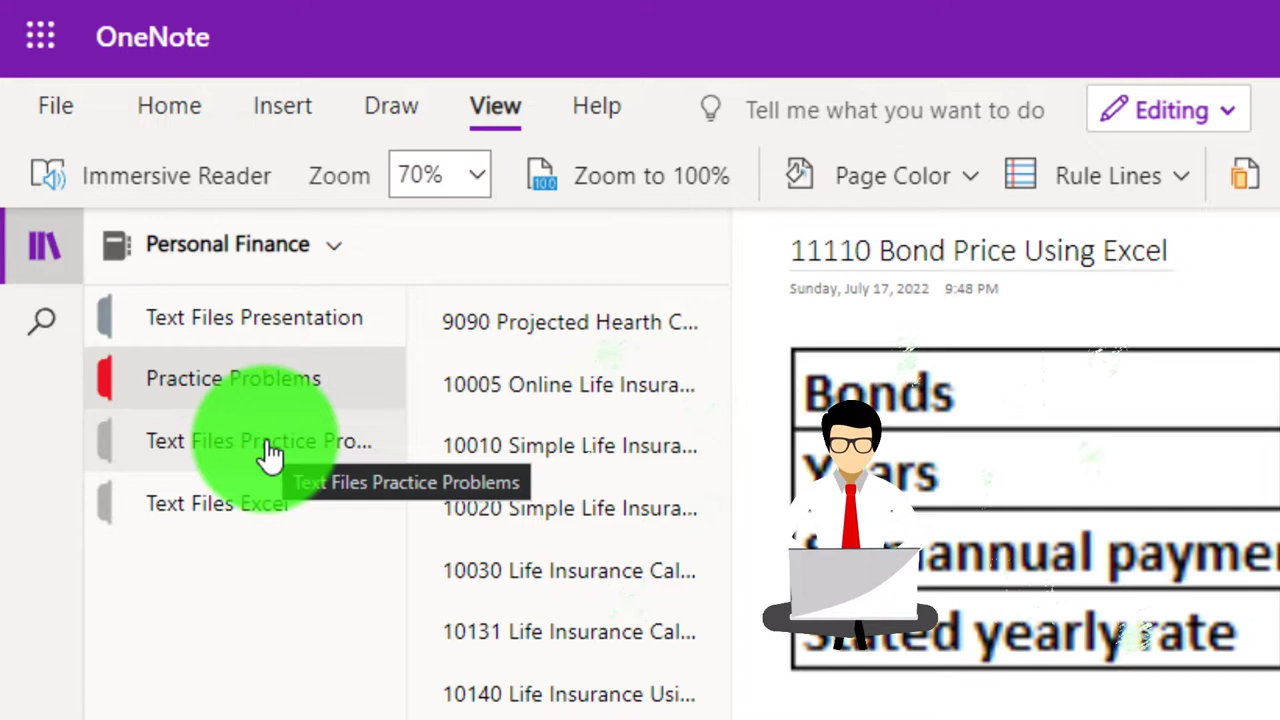 OneNote
File Home Insert Draw View Help Tell me what you want to do Editing
Immersive Reader Zoom 70% Zoom to 100% Page Color Rule Lines
Personal Finance
Text Files Presentation
Practice Problems
Text Files Practice Pro...
Text Files Practice Problems
Text Files Excel
9090 Projected Hearth C...
10005 Online Life Insura...
10010 Simple Life Insura...
10020 Simple Life Insura...
10030 Life Insurance Cal...
10131 Life Insurance Cal...
10140 Life Insurance Usi...
11110 Bond Price Using Excel
Sunday, July 17, 2022 9:48 PM
Bonds
Years
yearly rate